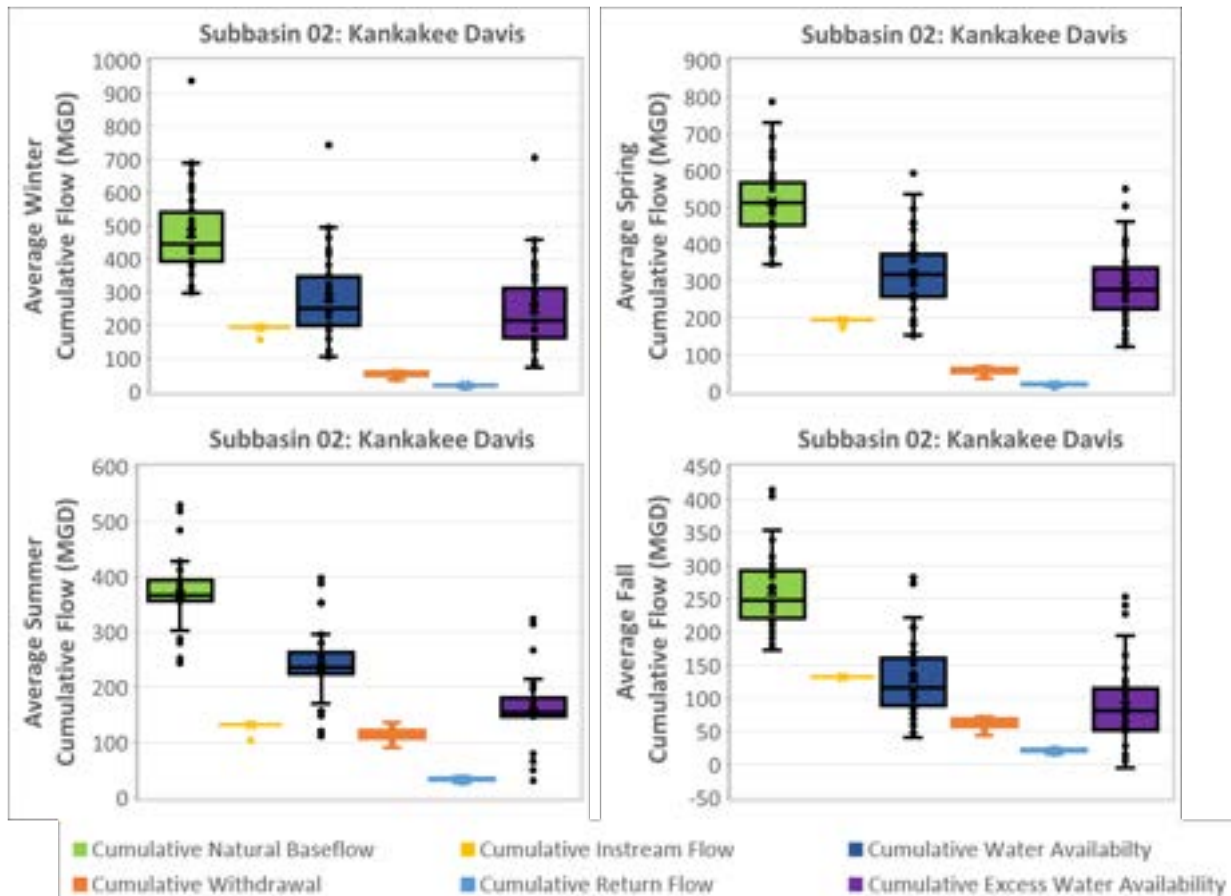 Subbasin 02: Kankakee Davis
Average Winter
Cumulative Flow (MGD)
1000
900
800
700
600
500
400
300
200
100
0
Subbasin 02: Kankakee Davis
Average Spring
Cumulative Flow (MGD)
900
800
700
600
500
400
300
200
100
0
Subbasin 02: Kankakee Davis
Average Summer
Cumulative Flow (MGD)
600
500
400
300
200
100
0
Subbasin 02: Kankakee Davis
Average Fall
Cumulative Flow (MGD)
450
400
350
300
250
200
150
100
50
0
-50
Cumulative Natural Baseflow
Cumulative Instream Flow
Cumulative Water Availabilty
Cumulative Withdrawal
Cumulative Return Flow
Cumulative Excess Water Availability